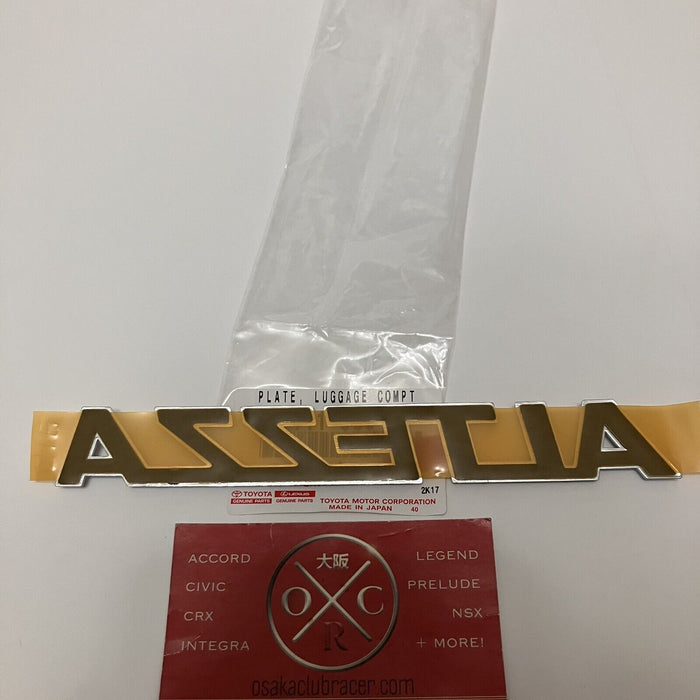 PLATE, LUGGAGE COMPT
ALTEZZA
2K17
TOYOTA LEXUS TOYOTA MOTOR CORPORATION
GENUINE PARTS GENUINE PARTS MADE IN JAPAN 40
ACCORD 大阪 LEGEND
CIVIC PRELUDE
CRX O C NSX
INTEGRA R + MORE!
osakaclubracer.com